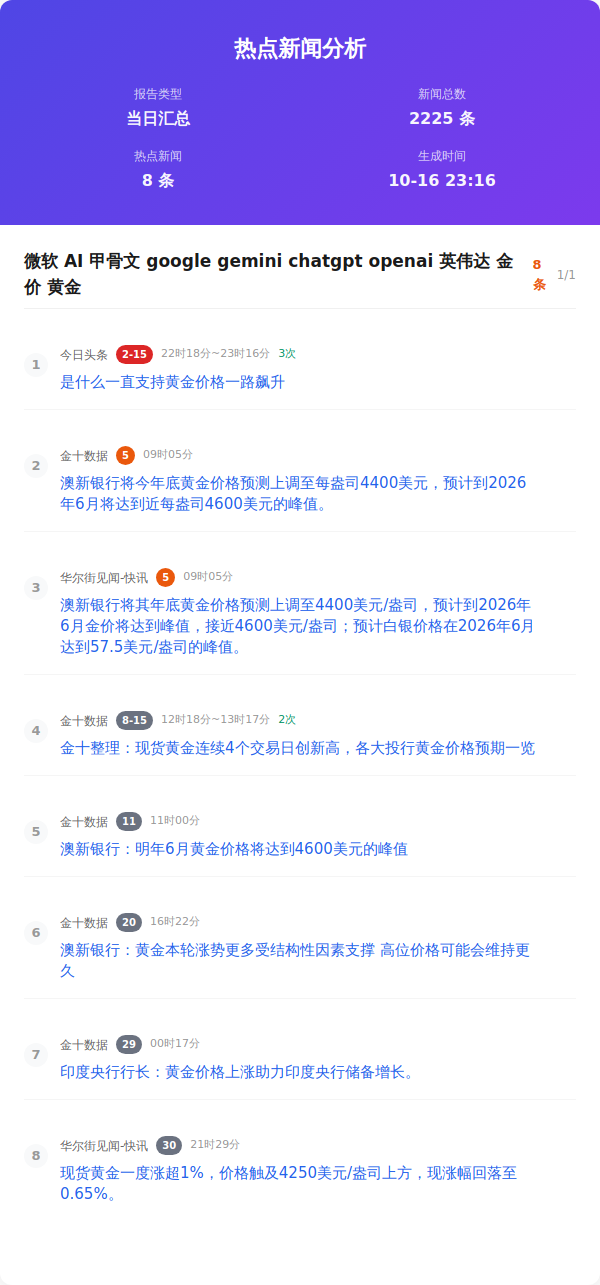 热点新闻分析
报告类型
当日汇总
新闻总数
2225 条
热点新闻
8 条
生成时间
10-16 23:16
微软 AI 甲骨文 google gemini chatgpt openai 英伟达 金
价 黄金
8
条
1/1
1
今日头条 2-15 22时18分~23时16分 3次
是什么一直支持黄金价格一路飙升
2
金十数据 5 09时05分
澳新银行将今年底黄金价格预测上调至每盎司4400美元，预计到2026
年6月将达到近每盎司4600美元的峰值。
3
华尔街见闻-快讯 5 09时05分
澳新银行将其年底黄金价格预测上调至4400美元/盎司，预计到2026年
6月金价将达到峰值，接近4600美元/盎司；预计白银价格在2026年6月
达到57.5美元/盎司的峰值。
4
金十数据 8-15 12时18分~13时17分 2次
金十整理：现货黄金连续4个交易日创新高，各大投行黄金价格预期一览
5
金十数据 11 11时00分
澳新银行：明年6月黄金价格将达到4600美元的峰值
6
金十数据 20 16时22分
澳新银行：黄金本轮涨势更多受结构性因素支撑 高位价格可能会维持更
久
7
金十数据 29 00时17分
印度央行行长：黄金价格上涨助力印度央行储备增长。
8
华尔街见闻-快讯 30 21时29分
现货黄金一度涨超1%，价格触及4250美元/盎司上方，现涨幅回落至
0.65%。